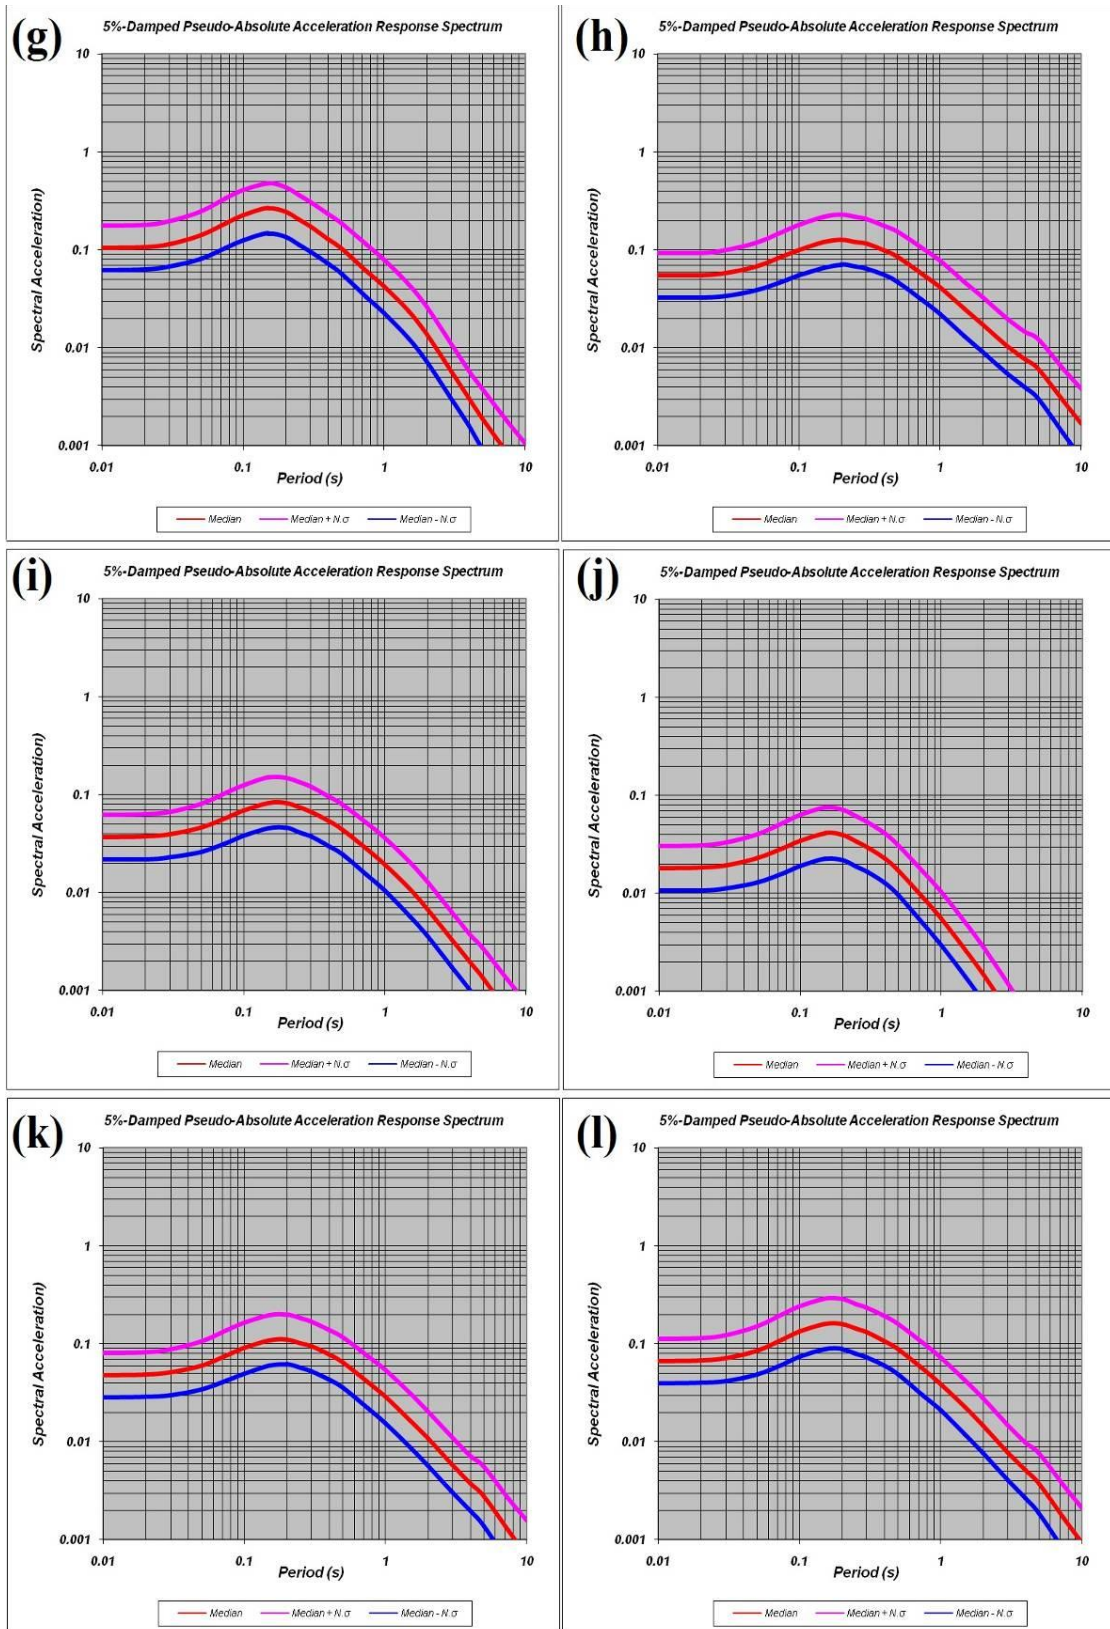 (g)
5%-Damped Pseudo-Absolute Acceleration Response Spectrum
10
1
0.1
0.01
0.001
Spectral Acceleration)
0.01 0.1 1 10
Period (s)
Median Median + N.σ Median - N.σ
(h)
5%-Damped Pseudo-Absolute Acceleration Response Spectrum
10
1
0.1
0.01
0.001
Spectral Acceleration)
0.01 0.1 1 10
Period (s)
Median Median + N.σ Median - N.σ
(i)
5%-Damped Pseudo-Absolute Acceleration Response Spectrum
10
1
0.1
0.01
0.001
Spectral Acceleration)
0.01 0.1 1 10
Period (s)
Median Median + N.σ Median - N.σ
(j)
5%-Damped Pseudo-Absolute Acceleration Response Spectrum
10
1
0.1
0.01
0.001
Spectral Acceleration)
0.01 0.1 1 10
Period (s)
Median Median + N.σ Median - N.σ
(k)
5%-Damped Pseudo-Absolute Acceleration Response Spectrum
10
1
0.1
0.01
0.001
Spectral Acceleration)
0.01 0.1 1 10
Period (s)
Median Median + N.σ Median - N.σ
(l)
5%-Damped Pseudo-Absolute Acceleration Response Spectrum
10
1
0.1
0.01
0.001
Spectral Acceleration)
0.01 0.1 1 10
Period (s)
Median Median + N.σ Median - N.σ